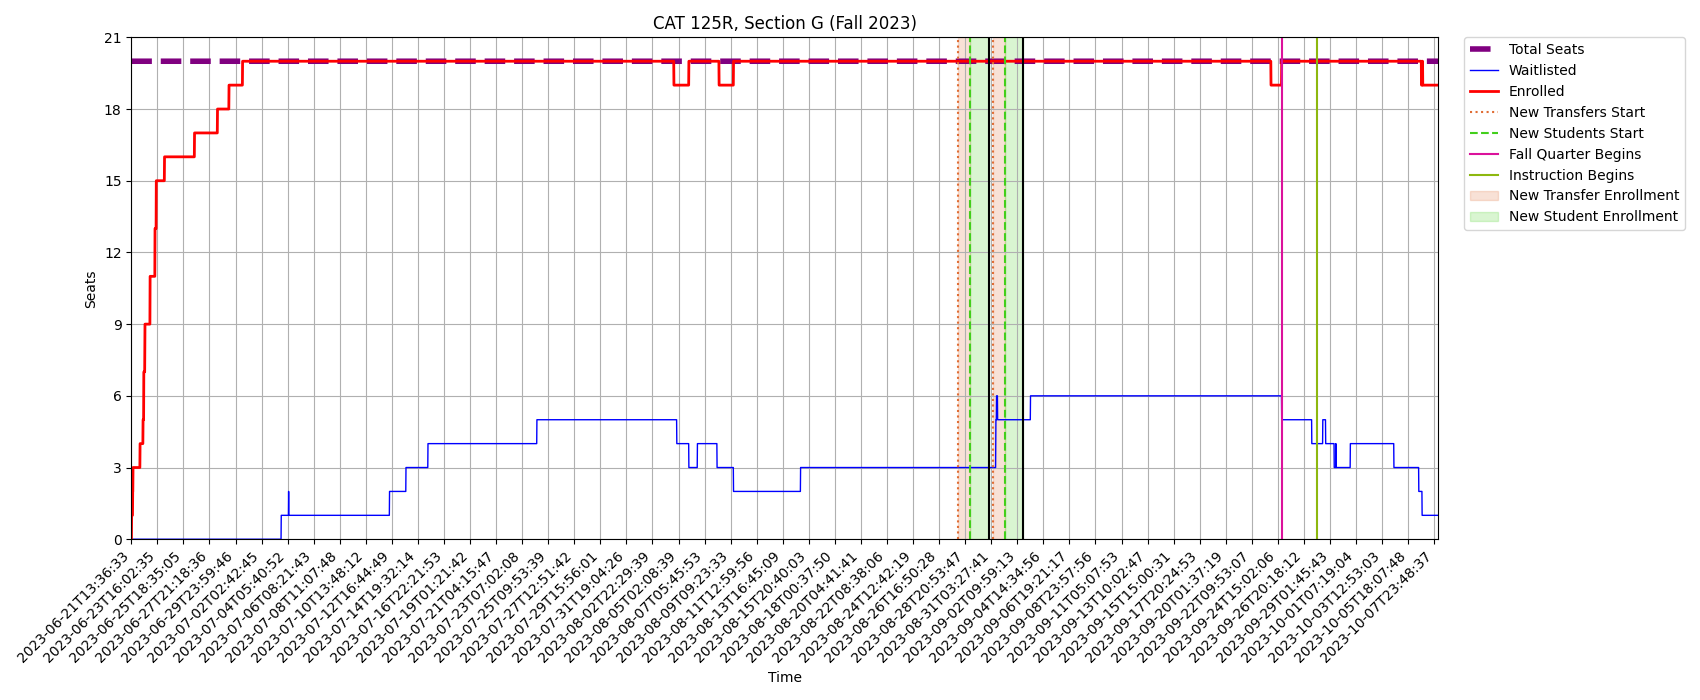 CAT 125R, Section G (Fall 2023)
21
18
15
12
9
6
3
0
Seats
Total Seats
Waitlisted
Enrolled
New Transfers Start
New Students Start
Fall Quarter Begins
Instruction Begins
New Transfer Enrollment
New Student Enrollment
2023-06-21T13:36:33
2023-06-23T16:02:35
2023-06-25T18:35:05
2023-06-27T21:18:36
2023-06-29T23:59:46
2023-07-02T02:42:45
2023-07-04T05:40:52
2023-07-06T08:21:43
2023-07-08T11:07:48
2023-07-10T13:48:12
2023-07-12T16:44:49
2023-07-14T19:32:14
2023-07-16T22:21:53
2023-07-19T01:21:42
2023-07-21T04:15:47
2023-07-23T07:02:08
2023-07-25T09:53:39
2023-07-27T12:51:42
2023-07-29T15:56:01
2023-07-31T19:04:26
2023-08-02T22:29:39
2023-08-05T02:08:39
2023-08-07T05:45:53
2023-08-09T09:23:33
2023-08-11T12:59:56
2023-08-13T16:45:09
2023-08-15T20:40:03
2023-08-18T00:37:50
2023-08-20T04:41:41
2023-08-22T08:38:06
2023-08-24T12:42:19
2023-08-26T16:50:28
2023-08-28T20:53:47
2023-08-31T03:27:41
2023-09-02T09:59:13
2023-09-04T14:34:56
2023-09-06T19:21:17
2023-09-08T23:57:56
2023-09-11T05:07:53
2023-09-13T10:02:47
2023-09-15T15:00:31
2023-09-17T20:24:53
2023-09-20T01:37:19
2023-09-22T09:53:07
2023-09-24T15:02:06
2023-09-26T20:18:12
2023-09-29T01:45:43
2023-10-01T07:19:04
2023-10-03T12:53:03
2023-10-05T18:07:48
2023-10-07T23:48:37
Time